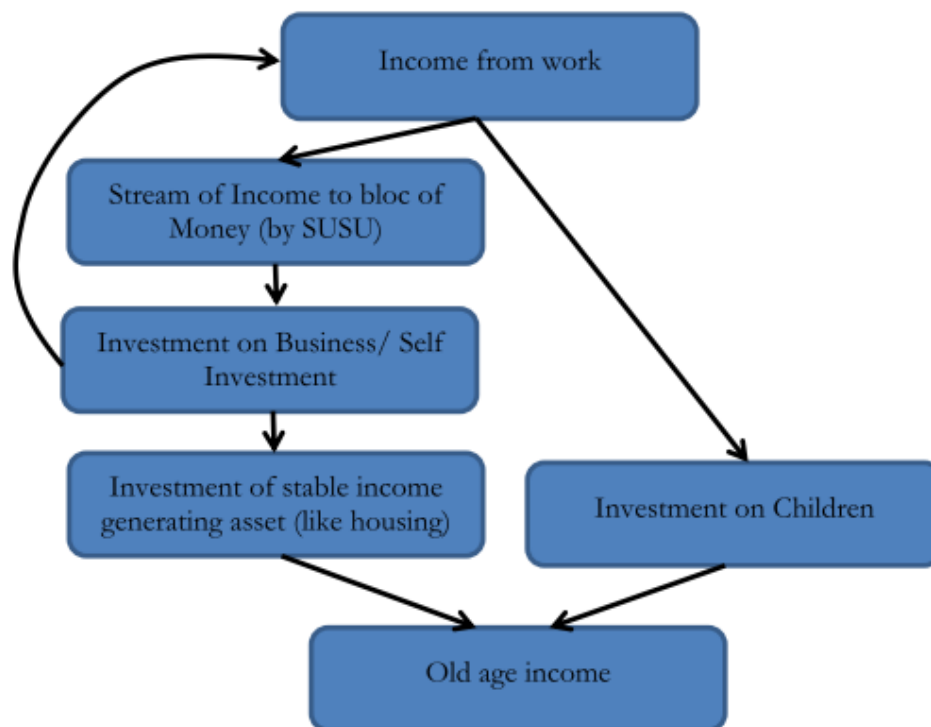 Income from work
Stream of Income to bloc of
Money (by SUSU)
Investment on Business/ Self
Investment
Investment of stable income
generating asset (like housing)
Investment on Children
Old age income